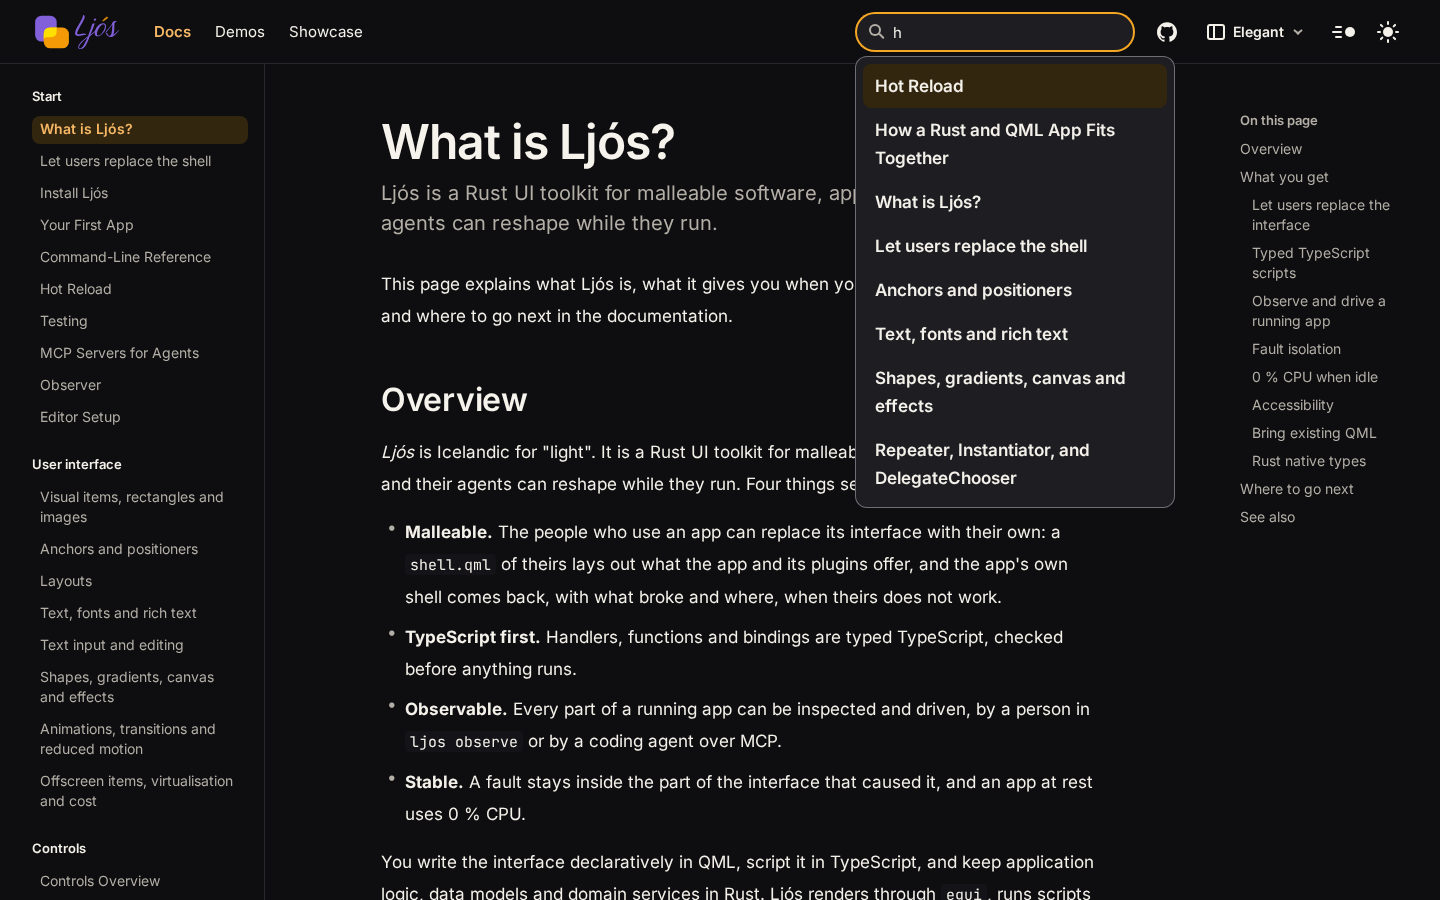 Ljós
Docs
Demos
Showcase
h
Elegant
Start
What is Ljós?
Let users replace the shell
Install Ljós
Your First App
Command-Line Reference
Hot Reload
Testing
MCP Servers for Agents
Observer
Editor Setup
User interface
Visual items, rectangles and
images
Anchors and positioners
Layouts
Text, fonts and rich text
Text input and editing
Shapes, gradients, canvas
and effects
Animations, transitions and
reduced motion
Offscreen items, virtualisation
and cost
Controls
Controls Overview
What is Ljós?
Ljós is a Rust UI toolkit for malleable software,
agents can reshape while they run.
This page explains what Ljós is, what it gives you when
and where to go next in the documentation.
Overview
Ljós is Icelandic for "light". It is a Rust UI toolkit for
and their agents can reshape while they run. Four things
• Malleable. The people who use an app can replace its interface with their own: a
shell.qml of theirs lays out what the app and its plugins offer, and the app's own
shell comes back, with what broke and where, when theirs does not work.
• TypeScript first. Handlers, functions and bindings are typed TypeScript, checked
before anything runs.
• Observable. Every part of a running app can be inspected and driven, by a person in
ljos observe or by a coding agent over MCP.
• Stable. A fault stays inside the part of the interface that caused it, and an app at rest
uses 0 % CPU.
You write the interface declaratively in QML, script it in TypeScript, and keep application
logic, data models and domain services in Rust. Ljós renders through egui, runs scripts
Hot Reload
How a Rust and QML App Fits
Together
What is Ljós?
Let users replace the shell
Anchors and positioners
Text, fonts and rich text
Shapes, gradients, canvas and
effects
Repeater, Instantiator, and
DelegateChooser
On this page
Overview
What you get
Let users replace the
interface
Typed TypeScript
scripts
Observe and drive a
running app
Fault isolation
0 % CPU when idle
Accessibility
Bring existing QML
Rust native types
Where to go next
See also